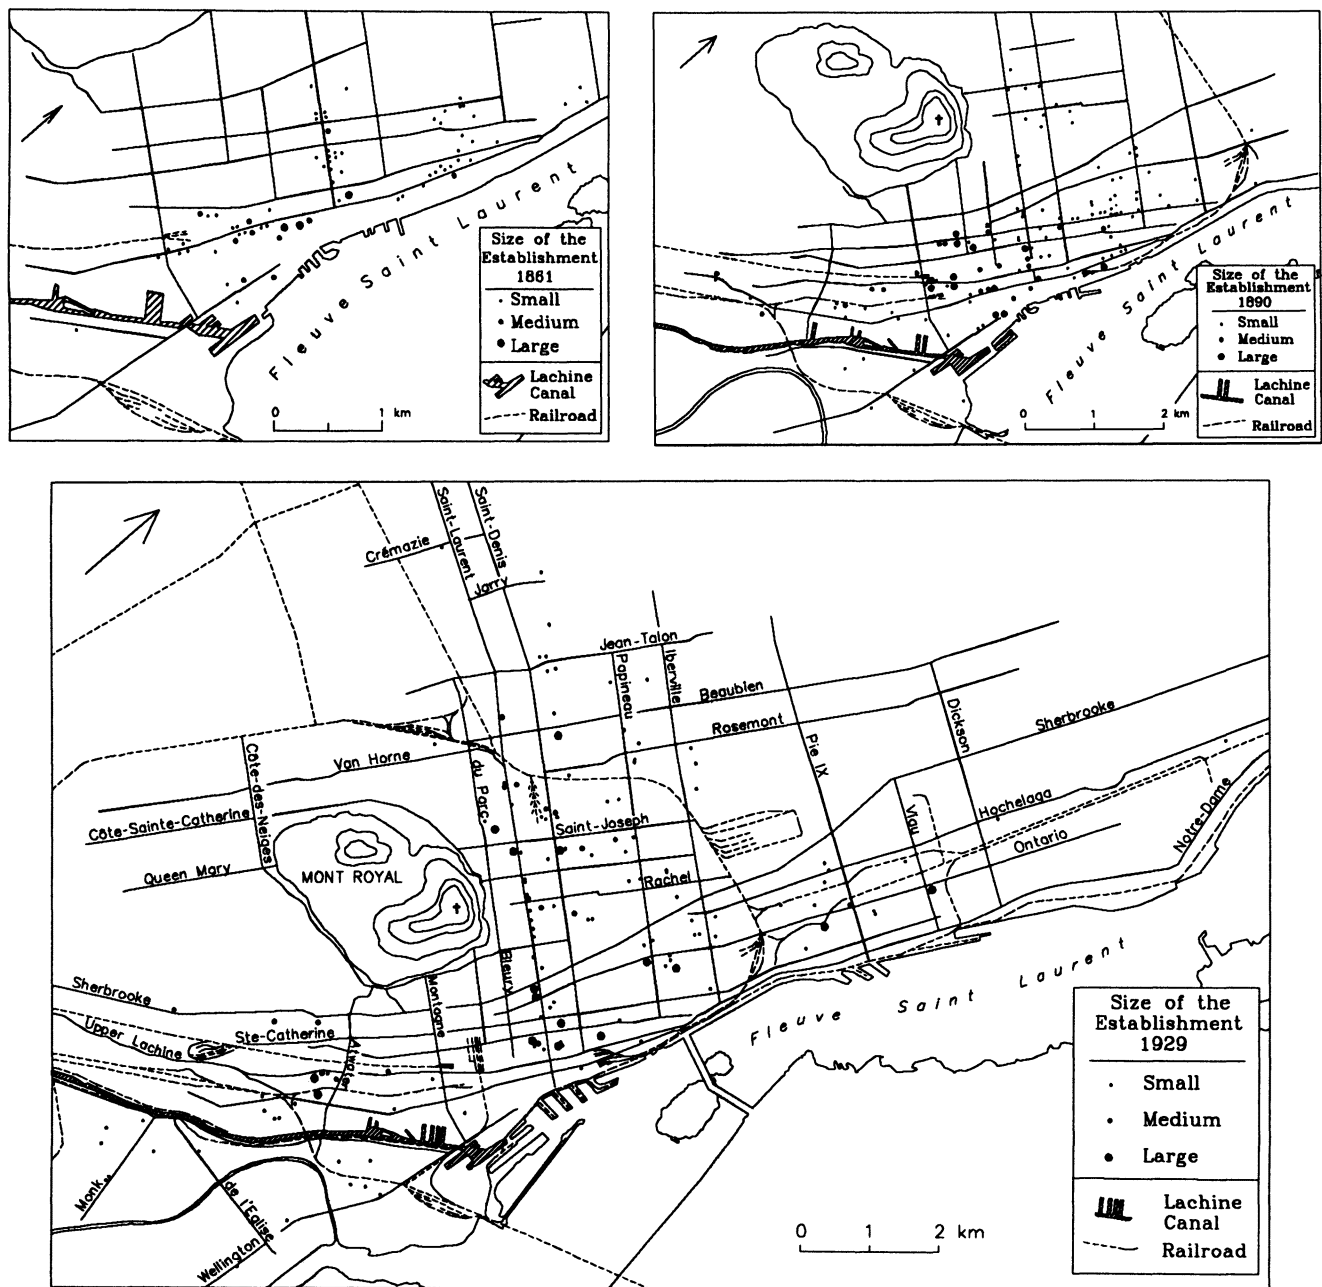 Fleuve Saint Laurent
Size of the
Establishment
1861
Small
Medium
Large
Lachine
Canal
Railroad
0 1 km
Fleuve Saint Laurent
Size of the
Establishment
1890
Small
Medium
Large
Lachine
Canal
Railroad
0 1 2 km
Saint-Laurent
Saint-Denis
Crémazie
Jarry
Jean-Talon
Papineau
Iberville
Beaubien
Rosemont
Pie IX
Dickson
Sherbrooke
Côte-des-Neiges
Van Horne
du Parc
Côte-Sainte-Catherine
Saint-Joseph
Viau
Hochelaga
Ontario
Notre-Dame
Queen Mary
MONT ROYAL
Rachel
Bleury
Montagne
Sherbrooke
Upper Lachine
Ste-Catherine
Atwater
Fleuve Saint Laurent
Monk
de l'Eglise
Wellington
0 1 2 km
Size of the
Establishment
1929
Small
Medium
Large
Lachine
Canal
Railroad